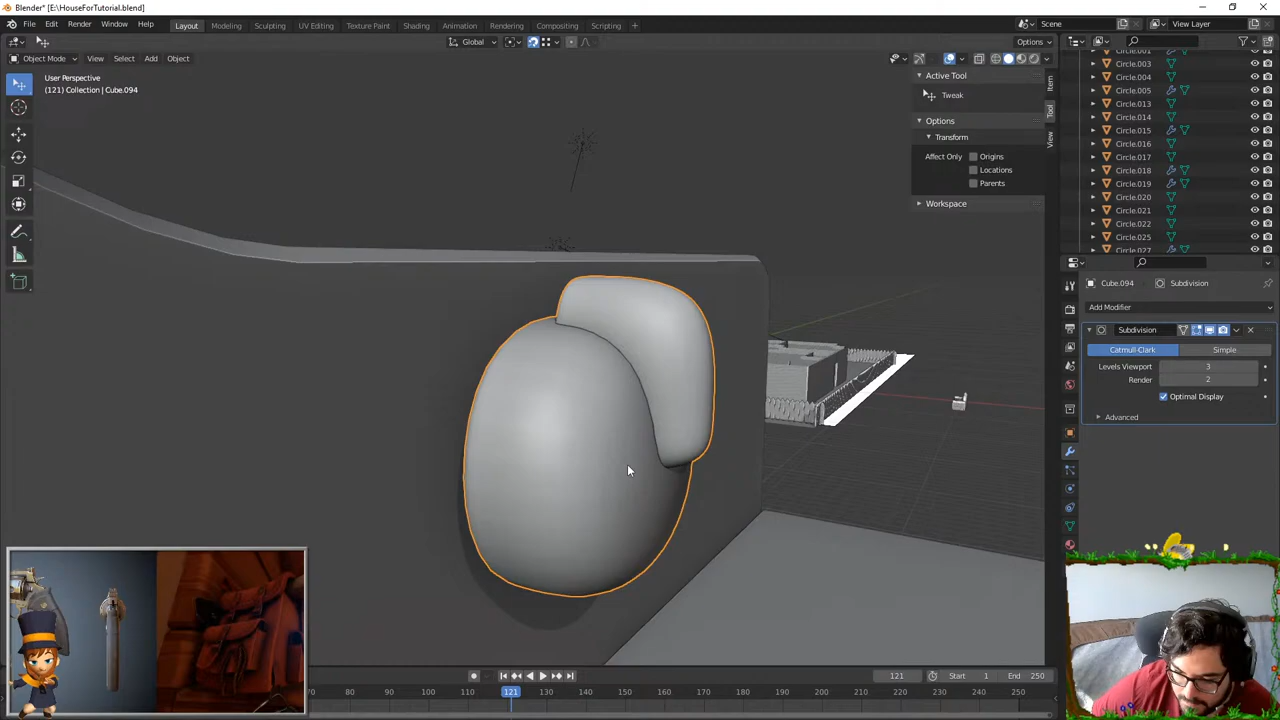 Blender* [E:\HouseForTutorial.blend]
File Edit Render Window Help Layout Modeling Sculpting UV Editing Texture Paint Shading Animation Rendering Compositing Scripting Scene View Layer
Global Options
Object Mode View Select Add Object
User Perspective
(121) Collection | Cube.094
Active Tool
Tweak
Options
Transform
Affect Only Origins
Locations
Parents
Workspace
Item
Tool
View
Circle.001
Circle.003
Circle.004
Circle.005
Circle.013
Circle.014
Circle.015
Circle.016
Circle.017
Circle.018
Circle.019
Circle.020
Circle.021
Circle.022
Circle.025
Circle.027
Cube.094 Subdivision
Add Modifier
Subdivision
Catmull-Clark Simple
Levels Viewport 3
Render 2
Optimal Display
Advanced
121 Start 1 End 250
70 80 90 100 110 121 130 140 150 160 170 180 190 200 210 220 230 240 250